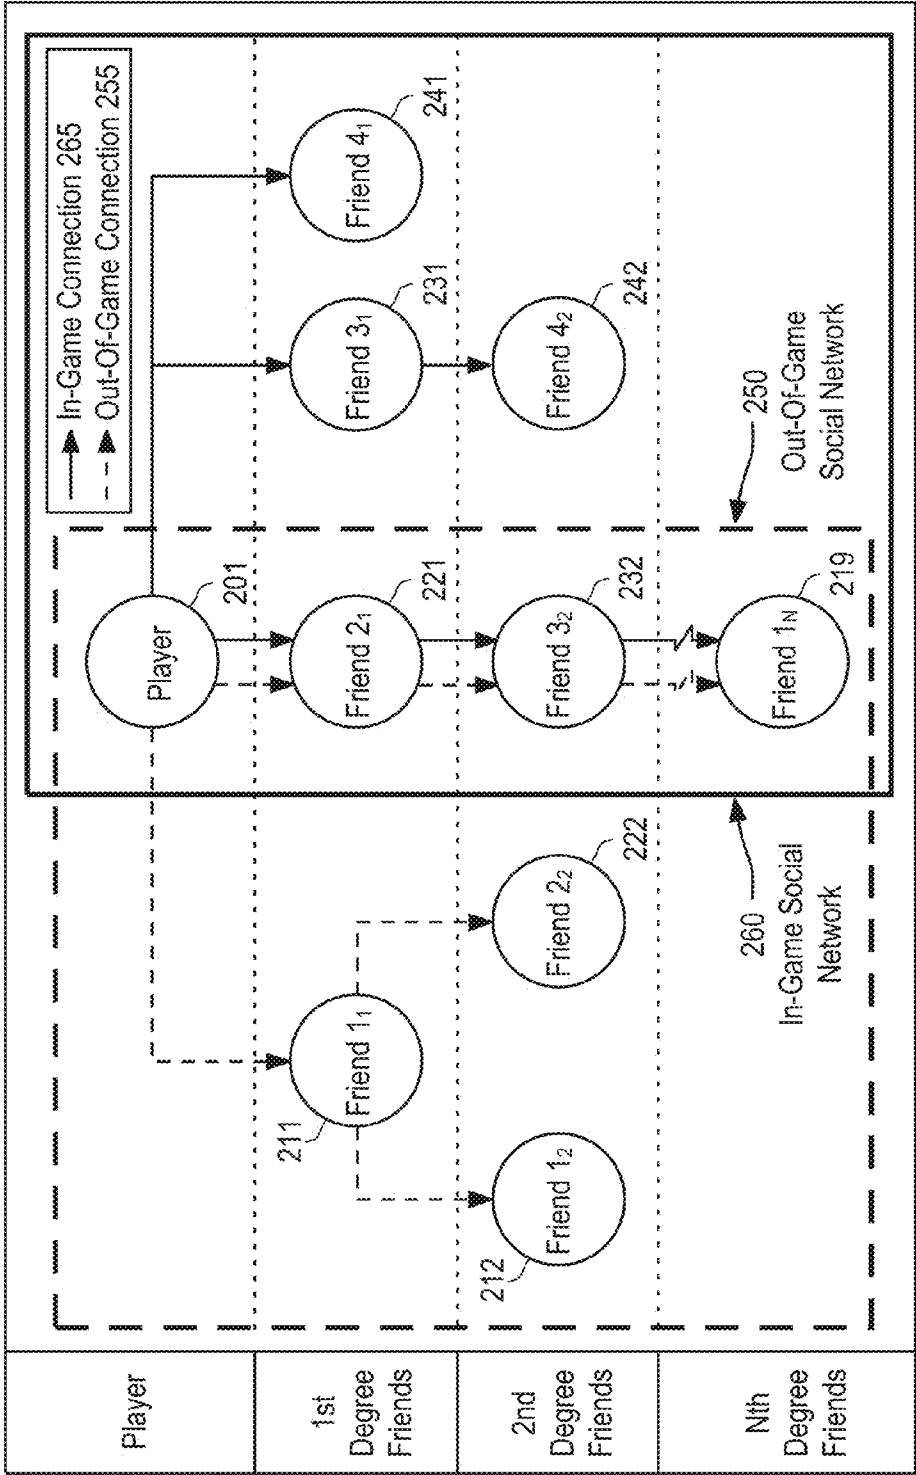 Player
1st
Degree
Friends
2nd
Degree
Friends
Nth
Degree
Friends
In-Game Connection 265
Out-Of-Game Connection 255
Player
201
211
Friend 1₁
Friend 2₁
221
Friend 3₁
231
Friend 4₁
241
212
Friend 1₂
Friend 2₂
222
Friend 3₂
232
Friend 4₂
242
260
In-Game Social
Network
Friend 1N
219
250
Out-Of-Game
Social Network